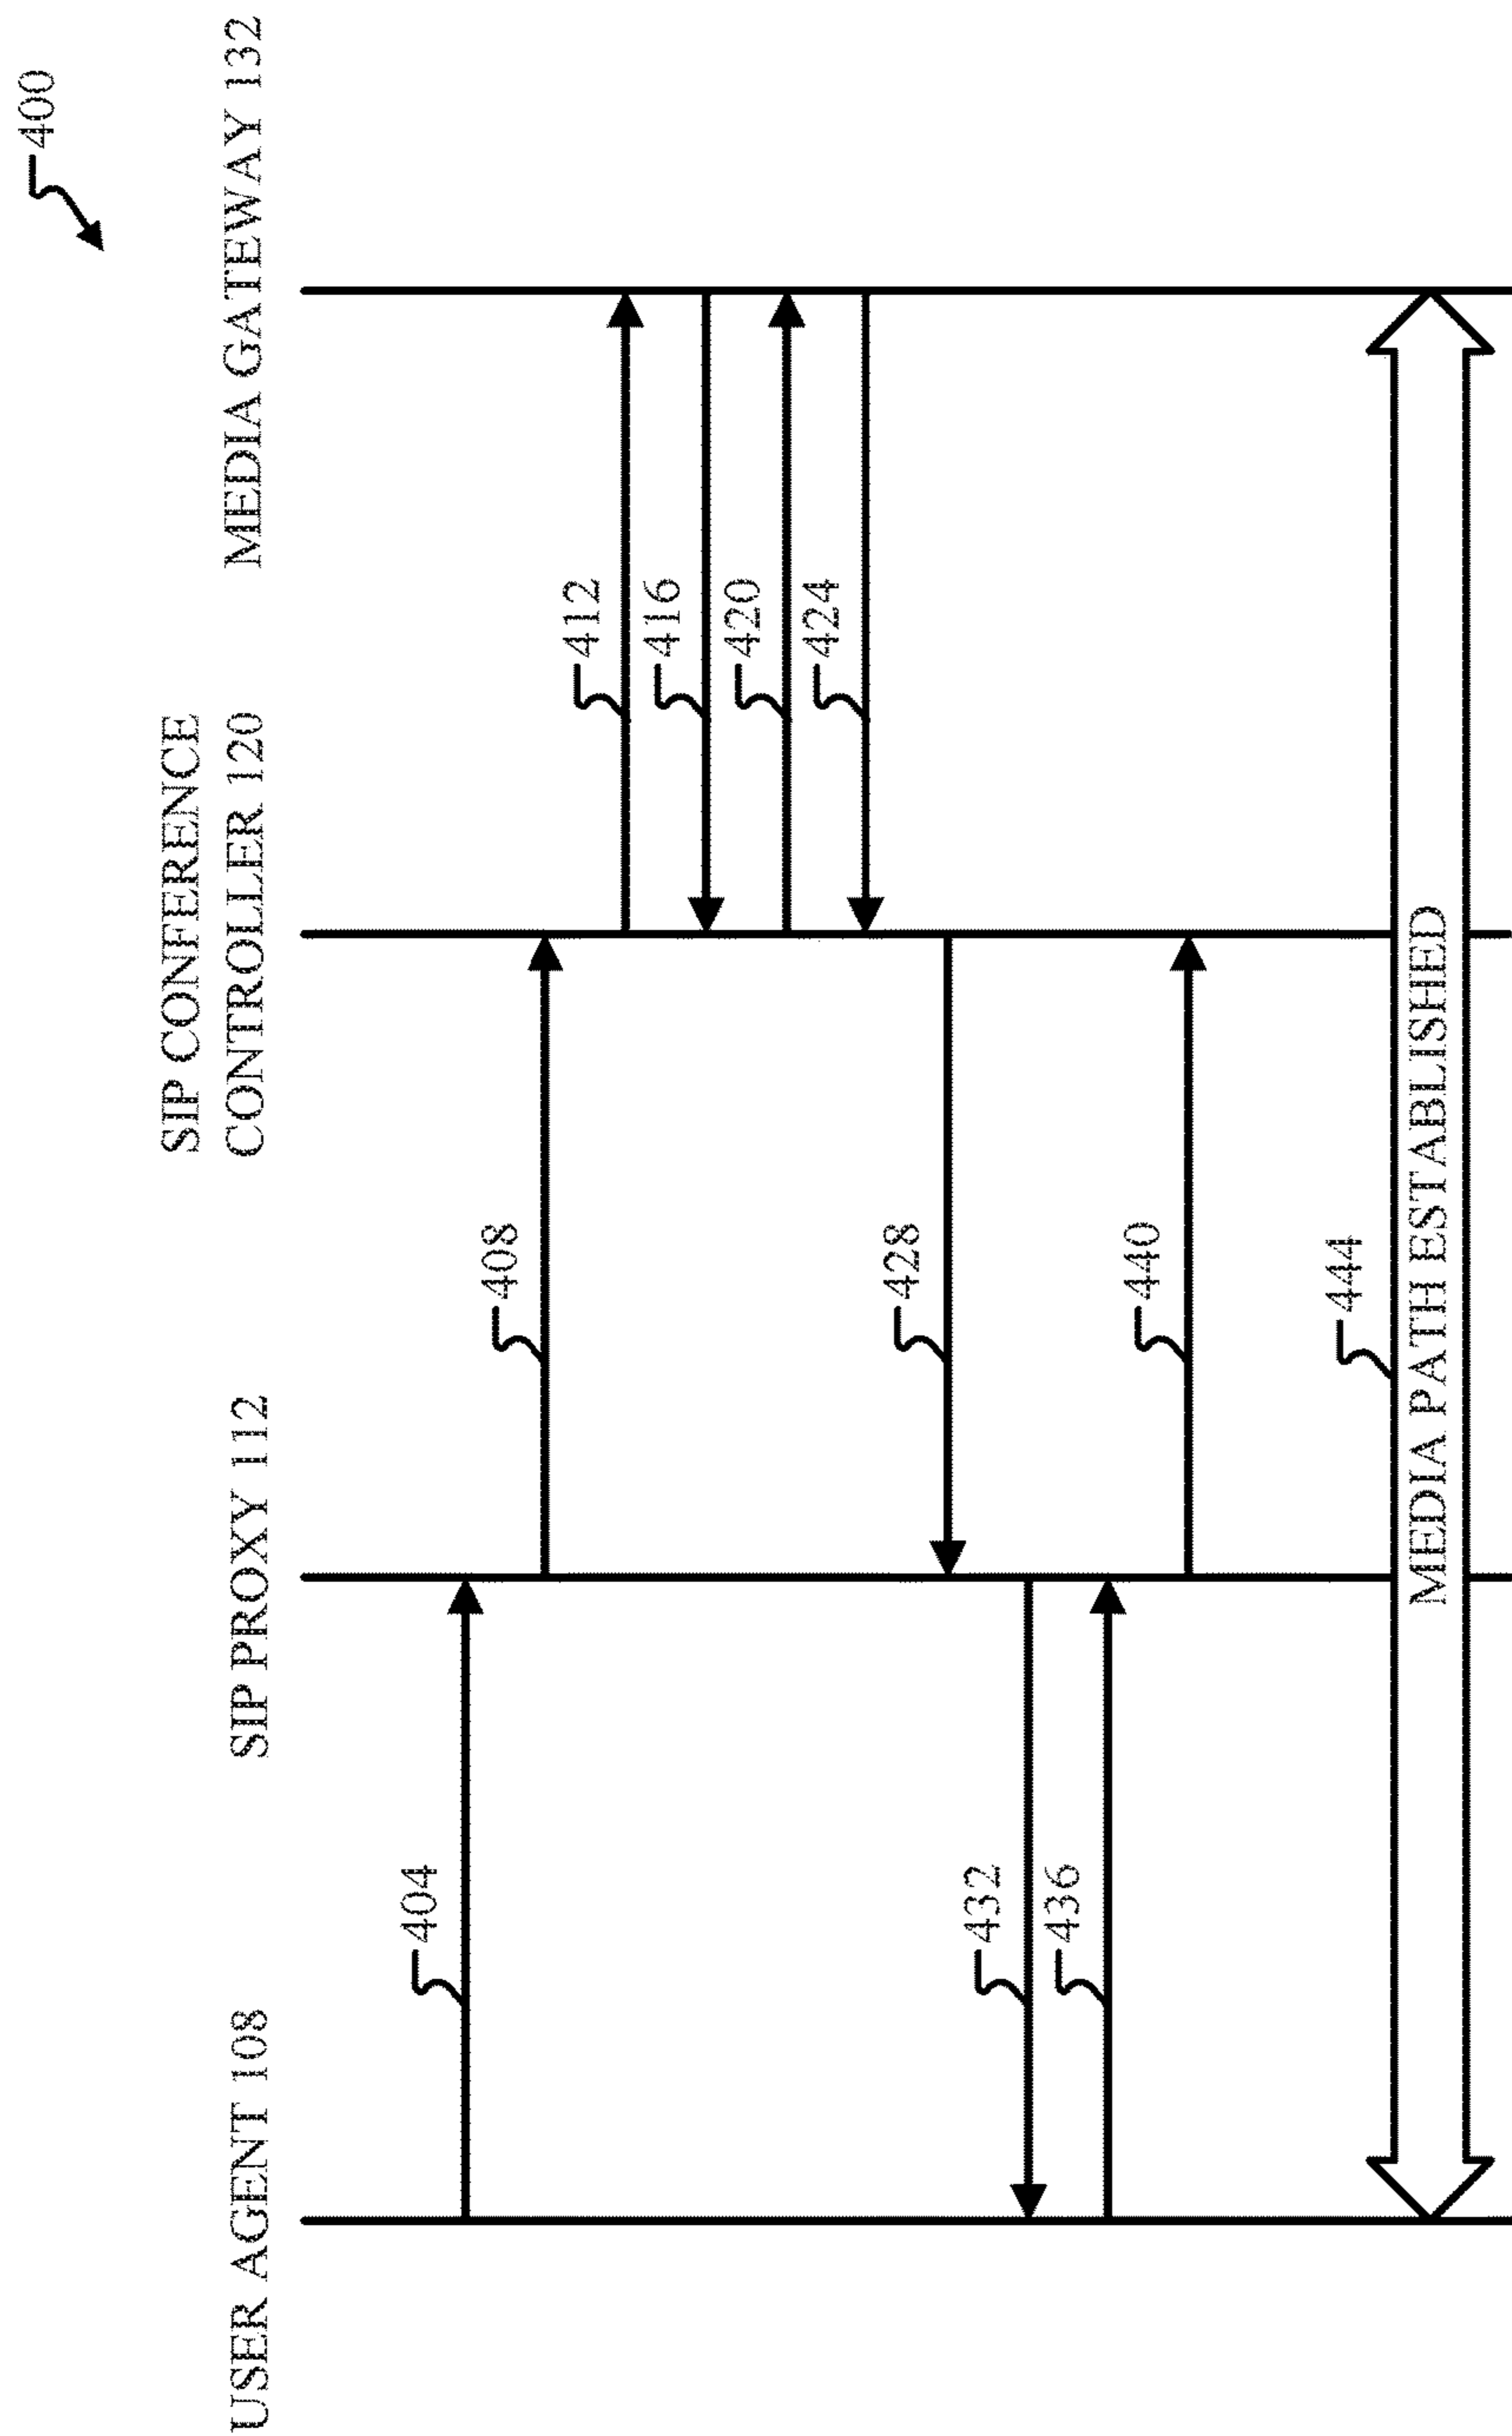 400
USER AGENT 108
SIP PROXY 112
SIP CONFERENCE
CONTROLLER 120
MEDIA GATEWAY 132
404
408
412
416
420
424
428
432
436
440
444
MEDIA PATH ESTABLISHED